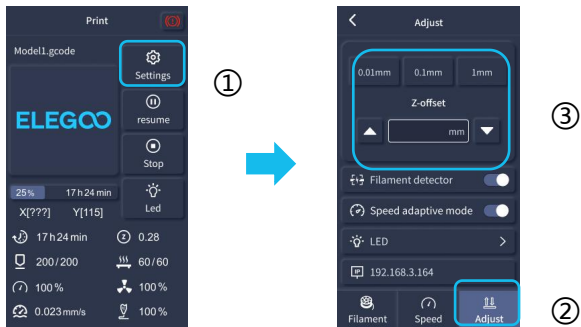 Print
Model1.gcode
Settings
ELEGOO
resume
Stop
25% 17 h 24 min
Led
X[???] Y[115]
17 h 24 min 0.28
200/200 60/60
100% 100%
0.023mm/s 100%
①
Adjust
0.01mm 0.1mm 1mm
Z-offset
mm
Filament detector
Speed adaptive mode
LED
IP 192.168.3.164
Filament Speed Adjust
③
②